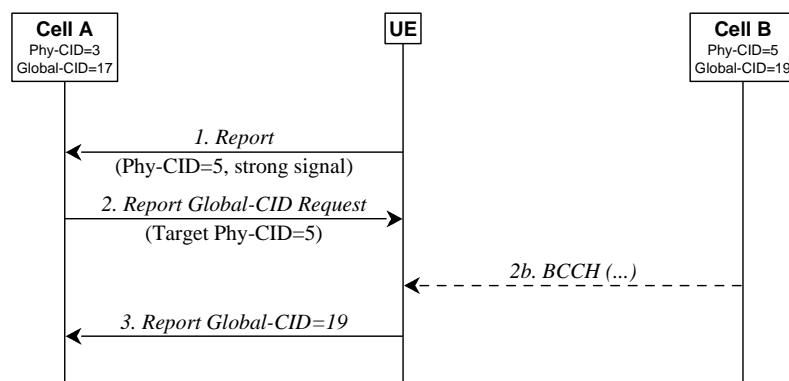 Cell A
Phy-CID=3
Global-CID=17
UE
Cell B
Phy-CID=5
Global-CID=19
1. Report
(Phy-CID=5, strong signal)
2. Report Global-CID Request
(Target Phy-CID=5)
2b. BCCH (...)
3. Report Global-CID=19